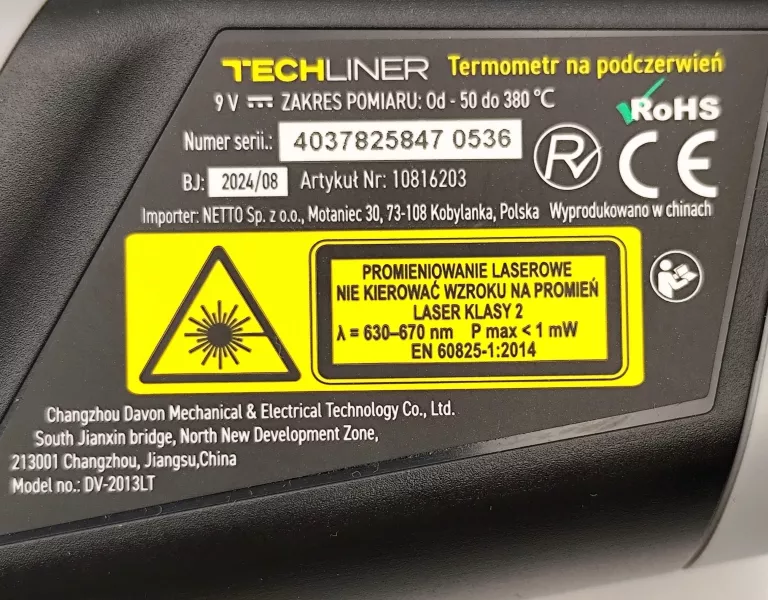 TECHLINER Termometr na podczerwień
9 V ⎓ ZAKRES POMIARU: Od - 50 do 380 °C
RoHS
Numer serii.: 4037825847 0536
R
CE
BJ: 2024/08 Artykuł Nr: 10816203
Importer: NETTO Sp. z o.o., Motaniec 30, 73-108 Kobylanka, Polska Wyprodukowano w chinach
PROMIENIOWANIE LASEROWE
NIE KIEROWAĆ WZROKU NA PROMIEŃ
LASER KLASY 2
λ = 630–670 nm P max < 1 mW
EN 60825-1:2014
Changzhou Davon Mechanical & Electrical Technology Co., Ltd.
South Jianxin bridge, North New Development Zone,
213001 Changzhou, Jiangsu,China
Model no.: DV-2013LT